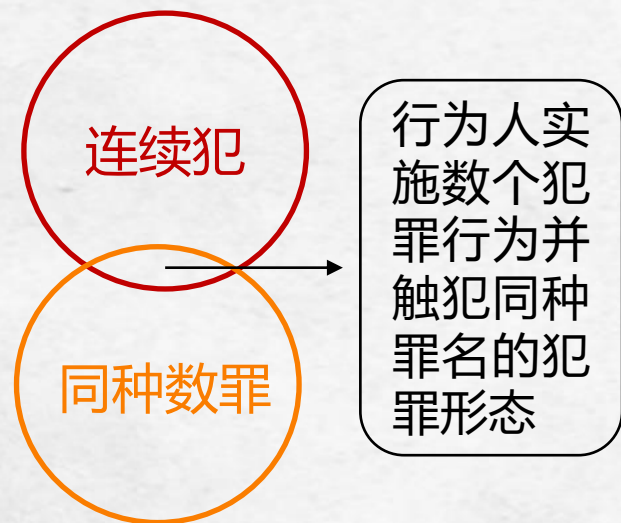 连续犯
同种数罪
行为人实
施数个犯
罪行为并
触犯同种
罪名的犯
罪形态